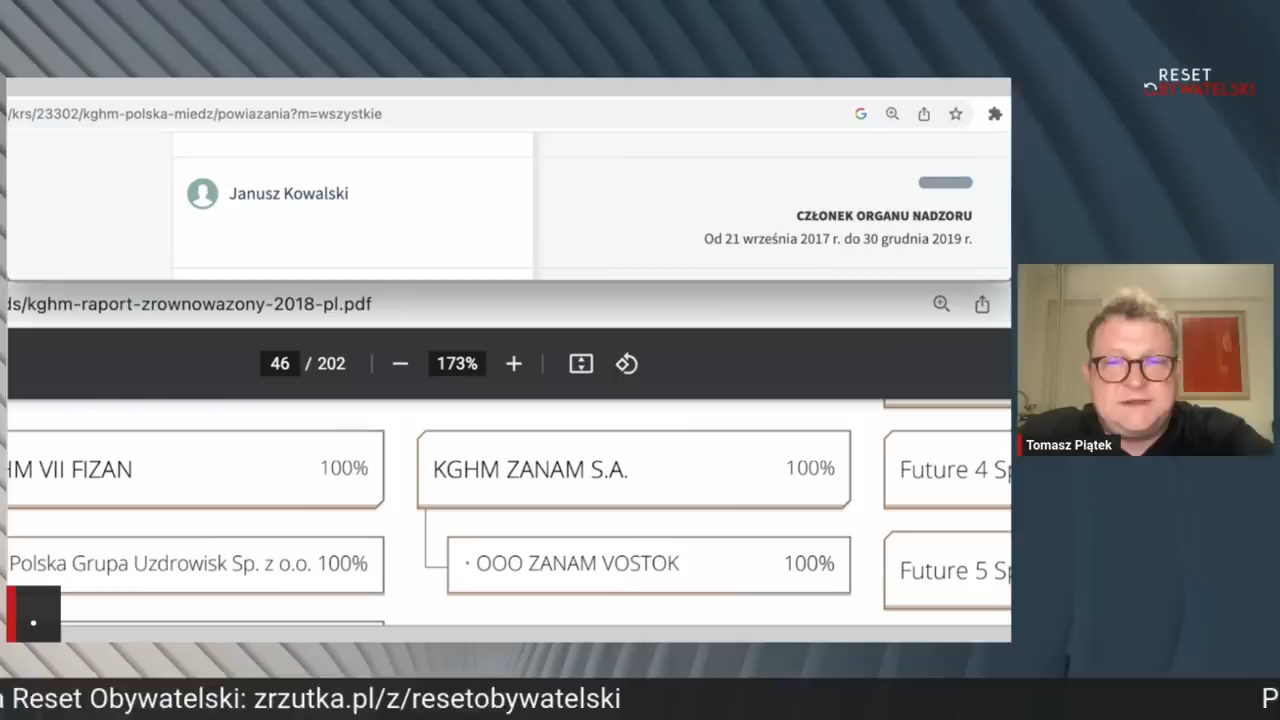 RESET
OBYWATELSKI
/krs/23302/kghm-polska-miedz/powiazania?m=wszystkie
Janusz Kowalski
CZŁONEK ORGANU NADZORU
Od 21 września 2017 r. do 30 grudnia 2019 r.
ds/kghm-raport-zrownowazony-2018-pl.pdf
46 / 202 | − 173% +
HM VII FIZAN 100%
KGHM ZANAM S.A. 100%
Future 4 Sp
Polska Grupa Uzdrowisk Sp. z o.o. 100%
· OOO ZANAM VOSTOK 100%
Future 5 Sp
Tomasz Piątek
.
a Reset Obywatelski: zrzutka.pl/z/resetobywatelski
P